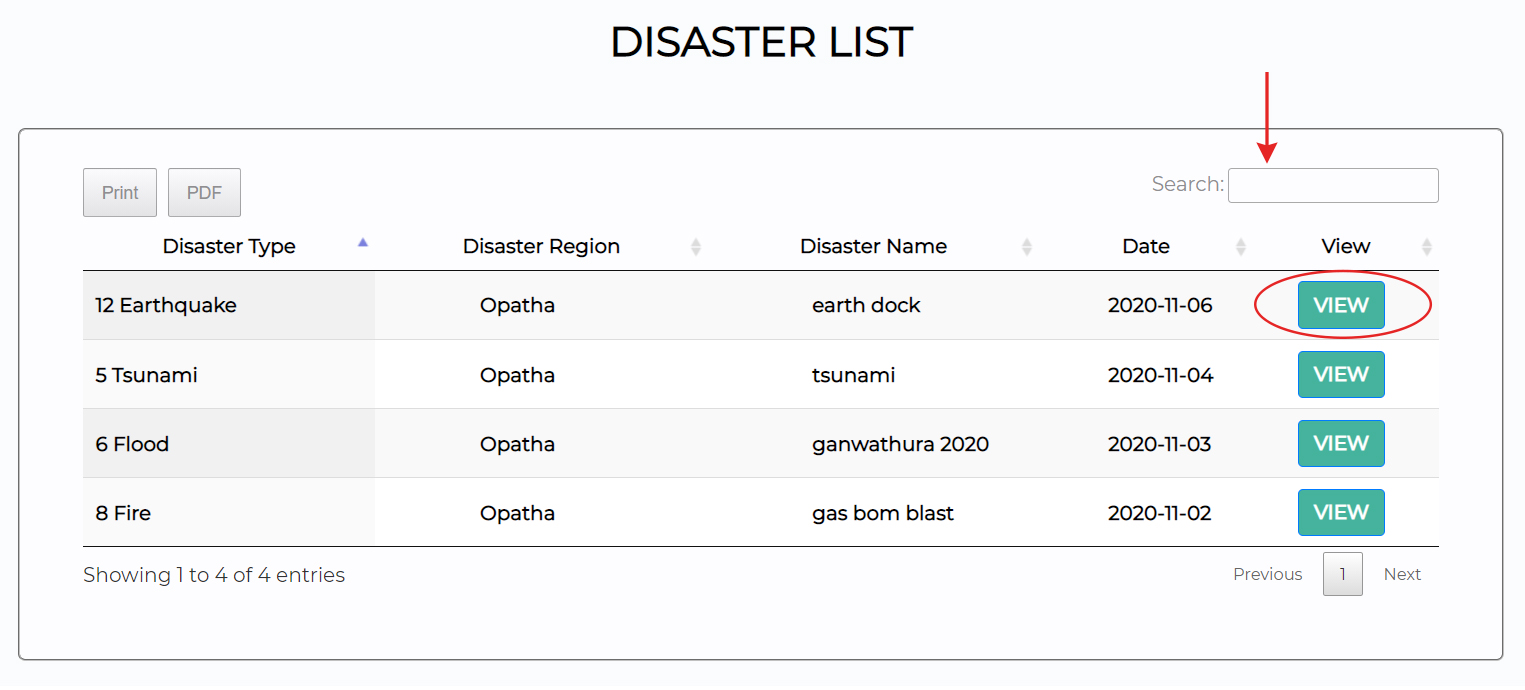 DISASTER LIST
Print PDF Search:
Disaster Type Disaster Region Disaster Name Date View
12 Earthquake Opatha earth dock 2020-11-06 VIEW
5 Tsunami Opatha tsunami 2020-11-04 VIEW
6 Flood Opatha ganwathura 2020 2020-11-03 VIEW
8 Fire Opatha gas bom blast 2020-11-02 VIEW
Showing 1 to 4 of 4 entries Previous 1 Next